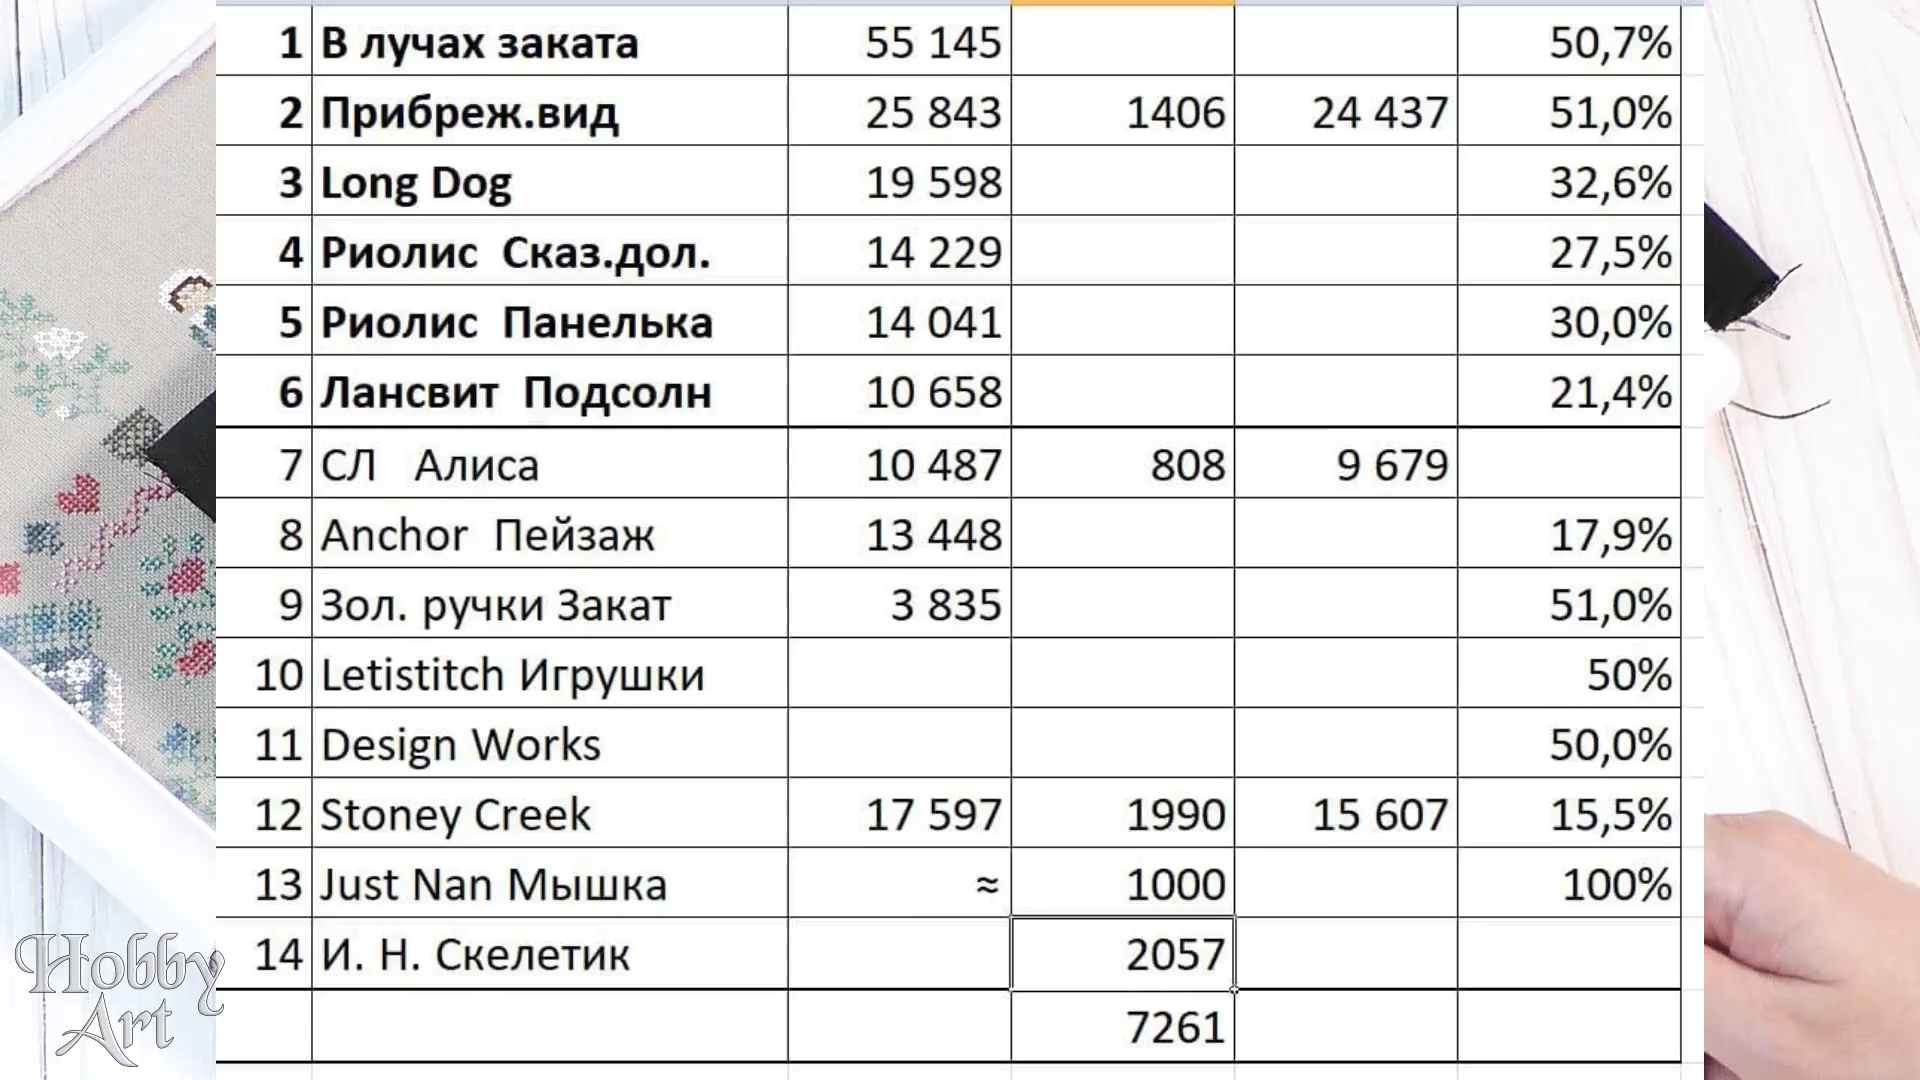 1 В лучах заката 55 145 50,7%
2 Прибреж.вид 25 843 1406 24 437 51,0%
3 Long Dog 19 598 32,6%
4 Риолис Сказ.дол. 14 229 27,5%
5 Риолис Панелька 14 041 30,0%
6 Лансвит Подсолн 10 658 21,4%
7 СЛ Алиса 10 487 808 9 679
8 Anchor Пейзаж 13 448 17,9%
9 Зол. ручки Закат 3 835 51,0%
10 Letistitch Игрушки 50%
11 Design Works 50,0%
12 Stoney Creek 17 597 1990 15 607 15,5%
13 Just Nan Мышка ≈ 1000 100%
14 И. Н. Скелетик 2057
7261
Hobby
Art